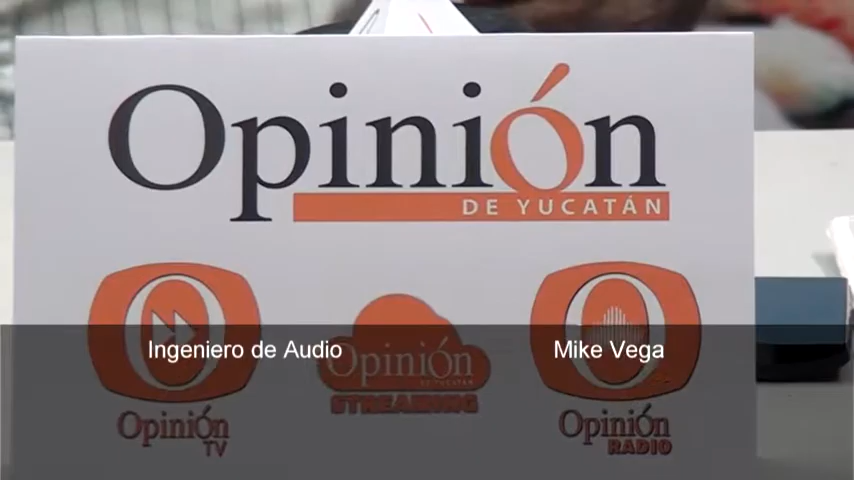 Opinión
DE YUCATÁN
Ingeniero de Audio Mike Vega
Opinión
DE YUCATÁN
STREAMING
Opinión
TV
Opinión
RADIO